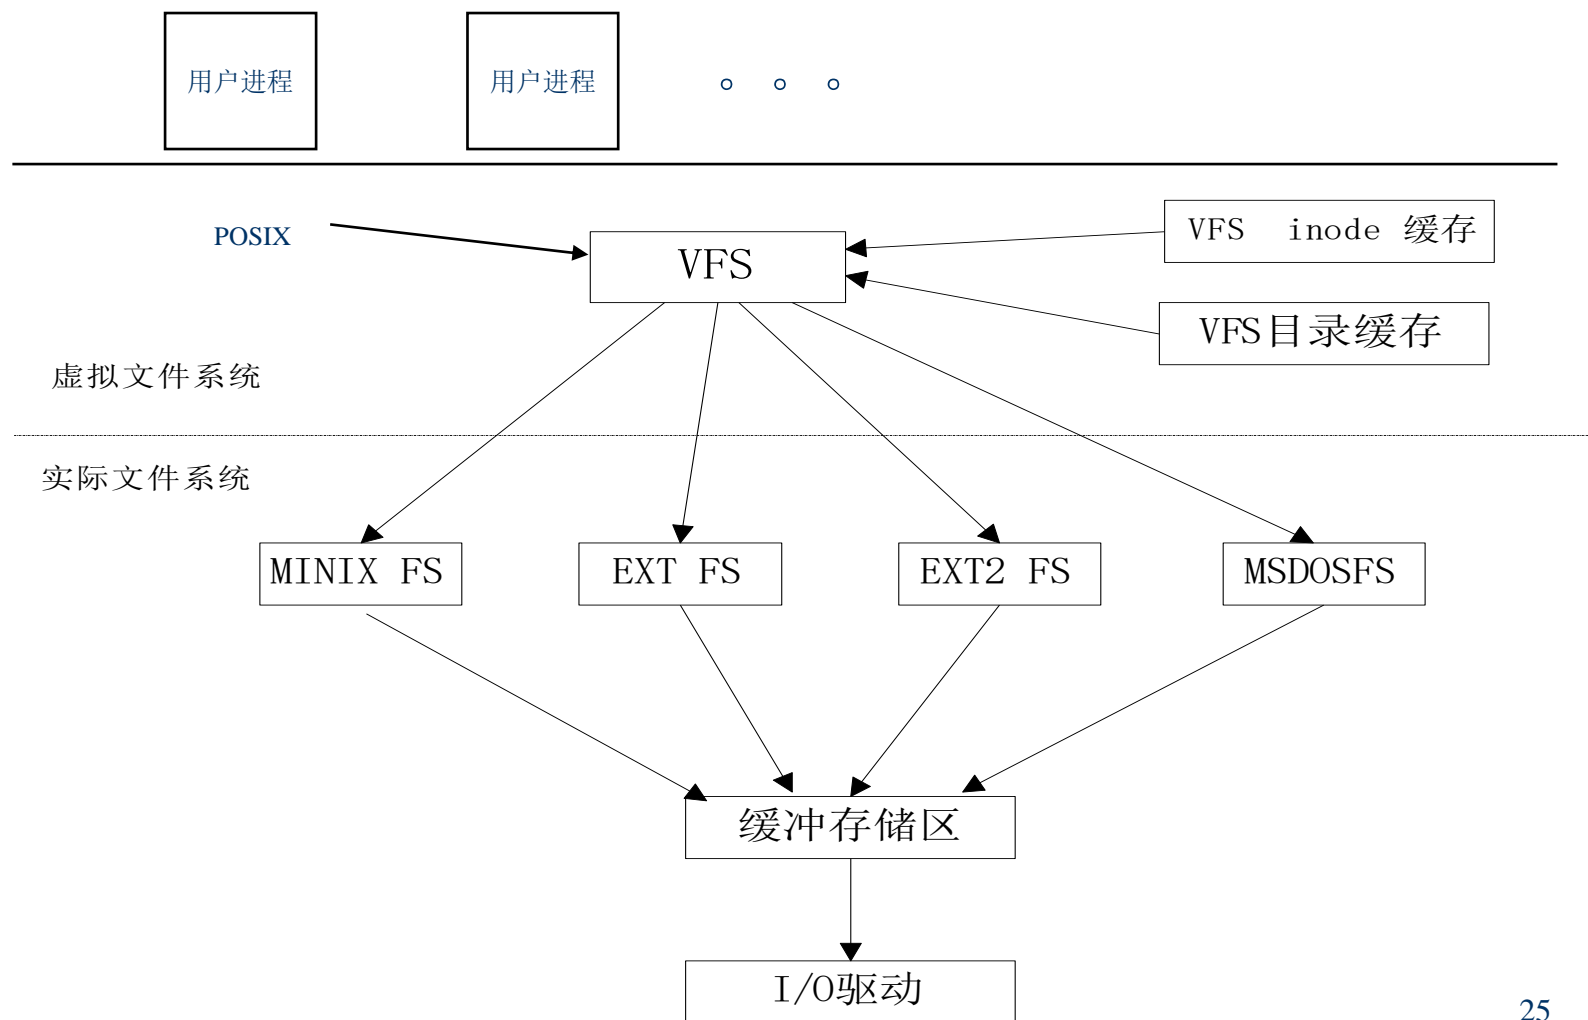 用户进程
用户进程
。。。
POSIX
VFS
VFS inode 缓存
VFS目录缓存
虚拟文件系统
实际文件系统
MINIX FS
EXT FS
EXT2 FS
MSDOSFS
缓冲存储区
I/O驱动
25